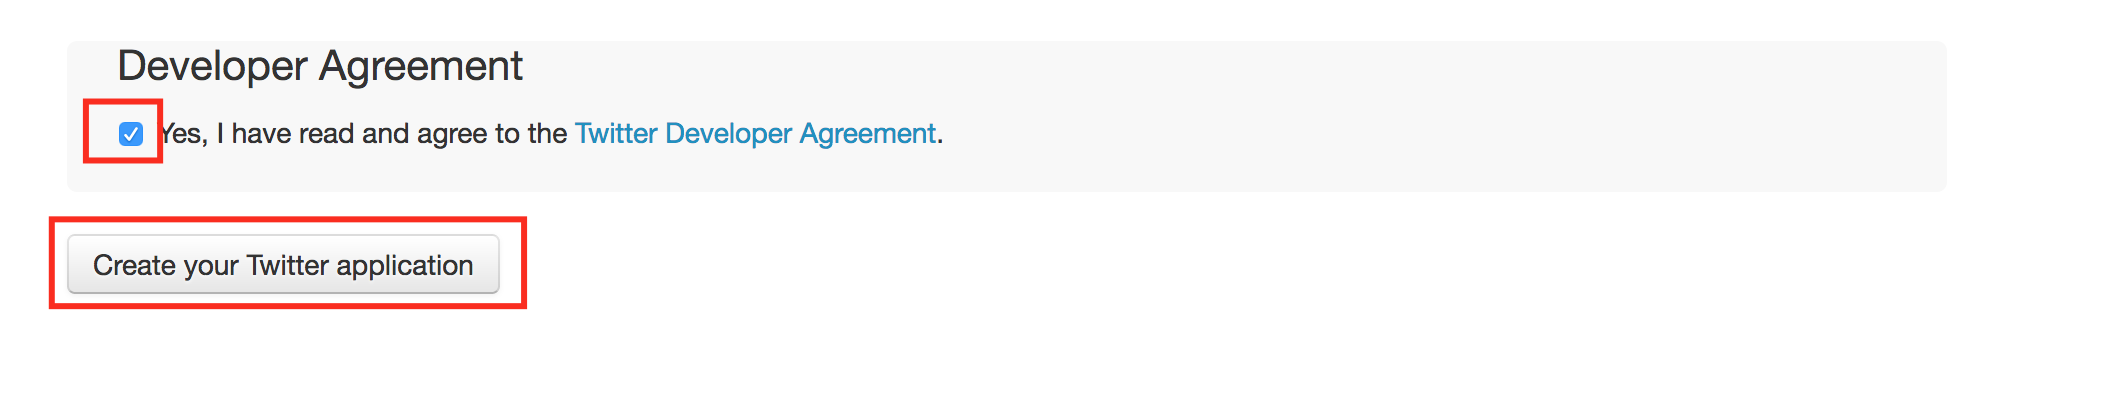 Developer Agreement
Yes, I have read and agree to the Twitter Developer Agreement.
Create your Twitter application